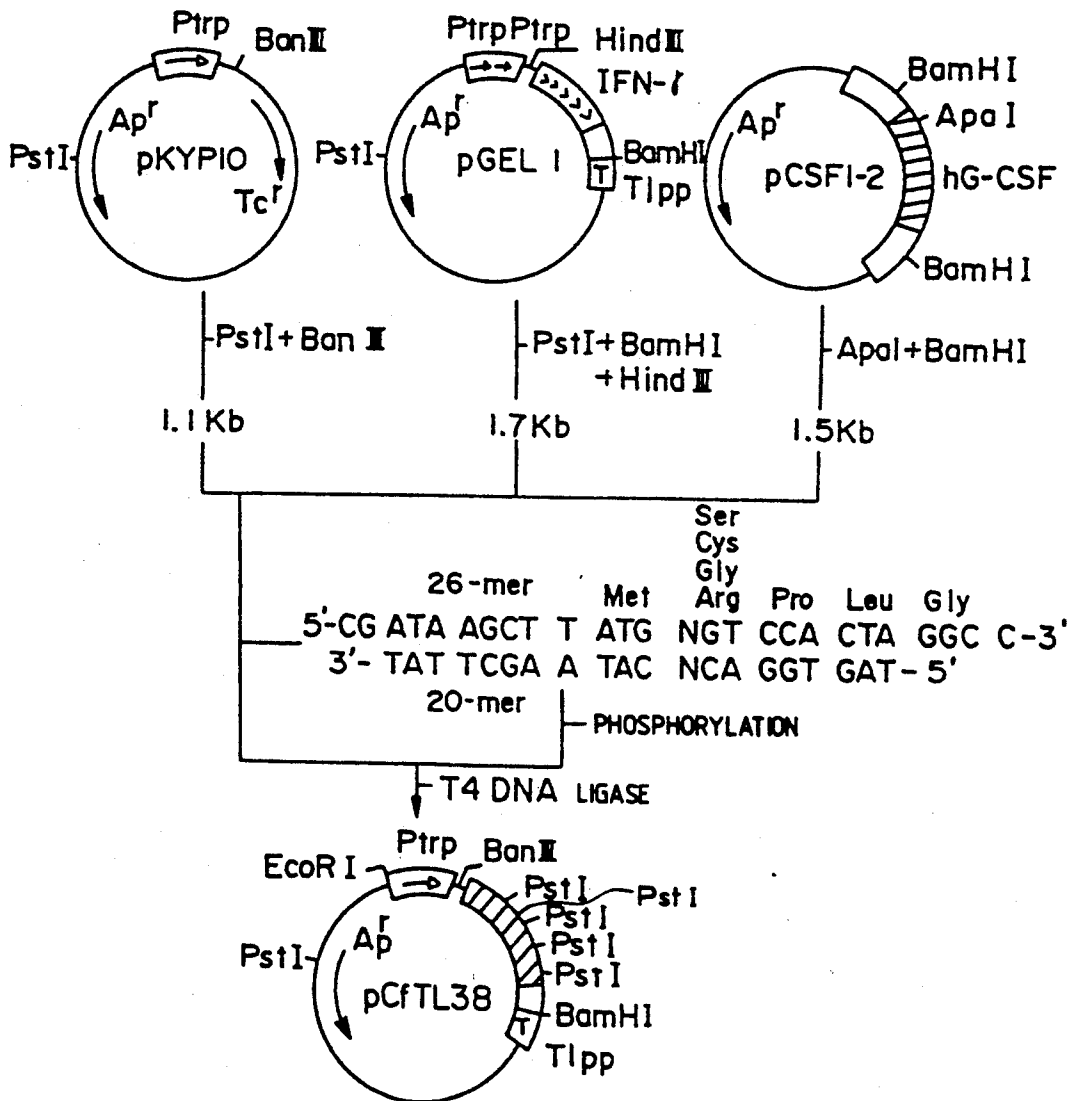 Ptrp
BanIII
Apr
PstI
pKYP10
Tcr
PtrpPtrp
HindIII
IFN-γ
Apr
PstI
pGEL 1
BamHI
T
Tlpp
BamHI
ApaI
Apr
pCSF1-2
hG-CSF
BamHI
PstI+BanIII
PstI+BamHI
+HindIII
ApaI+BamHI
1.1Kb
1.7Kb
1.5Kb
Ser
Cys
Gly
26-mer Met Arg Pro Leu Gly
5'-CG ATA AGCT T ATG NGT CCA CTA GGC C-3'
3'- TAT TCGA A TAC NCA GGT GAT-5'
20-mer
PHOSPHORYLATION
T4 DNA LIGASE
Ptrp
EcoRI
BanIII
PstI
PstI
PstI
PstI
PstI
Apr
PstI
pCfTL38
BamHI
T
Tlpp